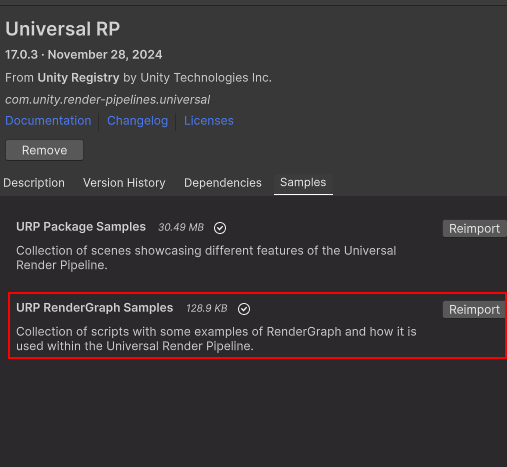 Universal RP
17.0.3 · November 28, 2024
From Unity Registry by Unity Technologies Inc.
com.unity.render-pipelines.universal
Documentation Changelog Licenses
Remove
Description Version History Dependencies Samples
URP Package Samples 30.49 MB Reimport
Collection of scenes showcasing different features of the Universal
Render Pipeline.
URP RenderGraph Samples 128.9 KB Reimport
Collection of scripts with some examples of RenderGraph and how it is
used within the Universal Render Pipeline.